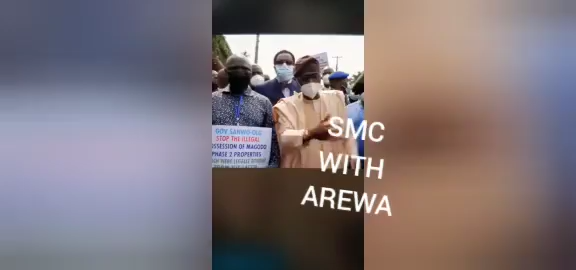 GOV. SANWO-OLU
STOP THE ILLEGAL
POSSESSION OF MAGODO
PHASE 2 PROPERTIES
SMC
WITH
AREWA